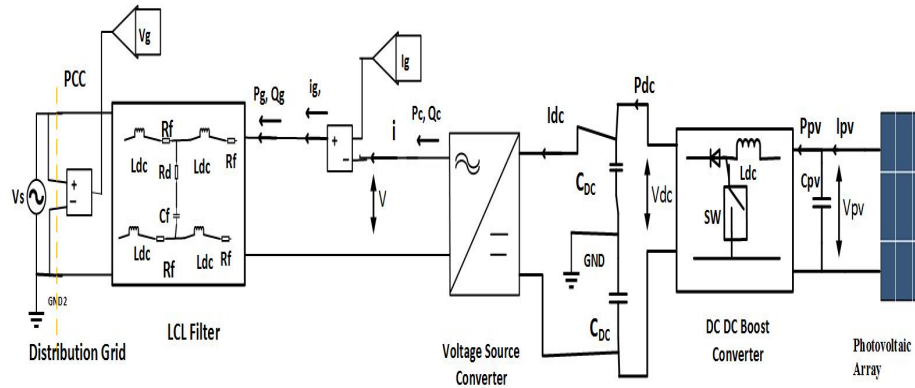 Vg
PCC
Ig
Pg, Qg
ig,
i
Pc, Qc
Idc
Pdc
Ppv
Ipv
Rf
Rf
Ldc
Rd
Ldc
Rf
Ldc
Cpv
Vs
+
-
+
-
V
CDC
Vdc
SW
Vpv
Cf
Ldc
Rf
Ldc
Rf
GND
GND2
CDC
LCL Filter
Distribution Grid
Voltage Source
Converter
DC DC Boost
Converter
Photovoltaic
Array